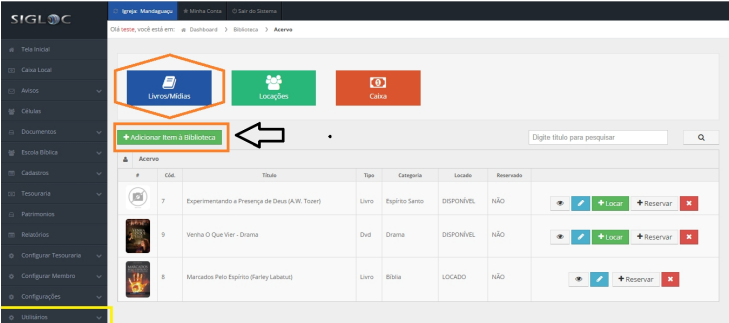 SIGLOC
Igreja: Mandaguaçu Minha Conta Sair do Sistema
Olá teste, você está em: Dashboard > Biblioteca > Acervo
Tela Inicial
Caixa Local
Avisos
Células
Documentos
Escola Bíblica
Cadastros
Tesouraria
Patrimonios
Relatórios
Configurar Tesouraria
Configurar Membro
Configurações
Utilitários
Livros/Mídias
Locações
Caixa
+Adicionar Item à Biblioteca
Digite título para pesquisar
Acervo
# Cód. Título Tipo Categoria Locado Reservado
7 Experimentando a Presença de Deus (A.W. Tozer) Livro Espírito Santo DISPONÍVEL NÃO +Locar +Reservar
9 Venha O Que Vier - Drama Dvd Drama DISPONÍVEL NÃO +Locar +Reservar
8 Marcados Pelo Espírito (Farley Labatut) Livro Bíblia LOCADO NÃO +Reservar